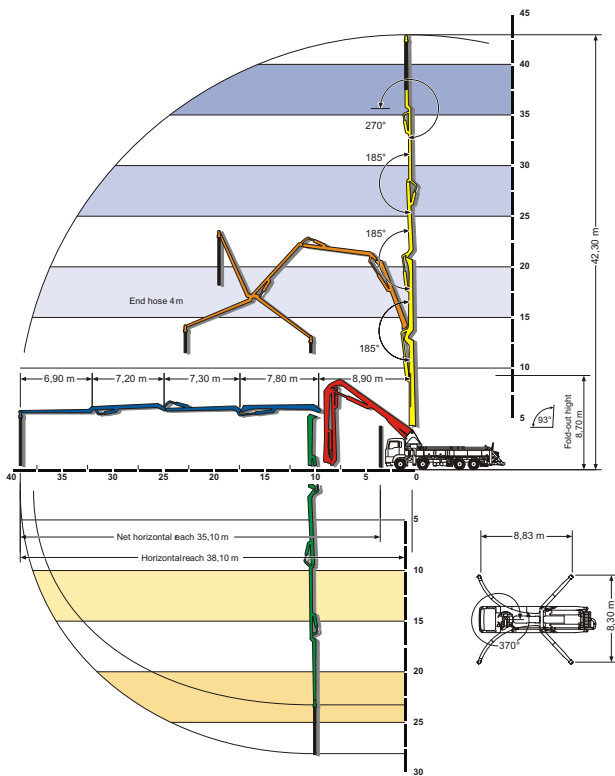 45
40
270°
35
185°
30
25
185°
42,30 m
20
End hose 4 m
15
185°
10
6,90 m 7,20 m 7,30 m 7,80 m 8,90 m
5
93°
Fold-out hight
8,70 m
40 35 30 25 20 15 10 5 0
5
Net horizontal reach 35,10 m
Horizontal reach 38,10 m
10
15
20
25
30
8,83 m
8,30 m
370°